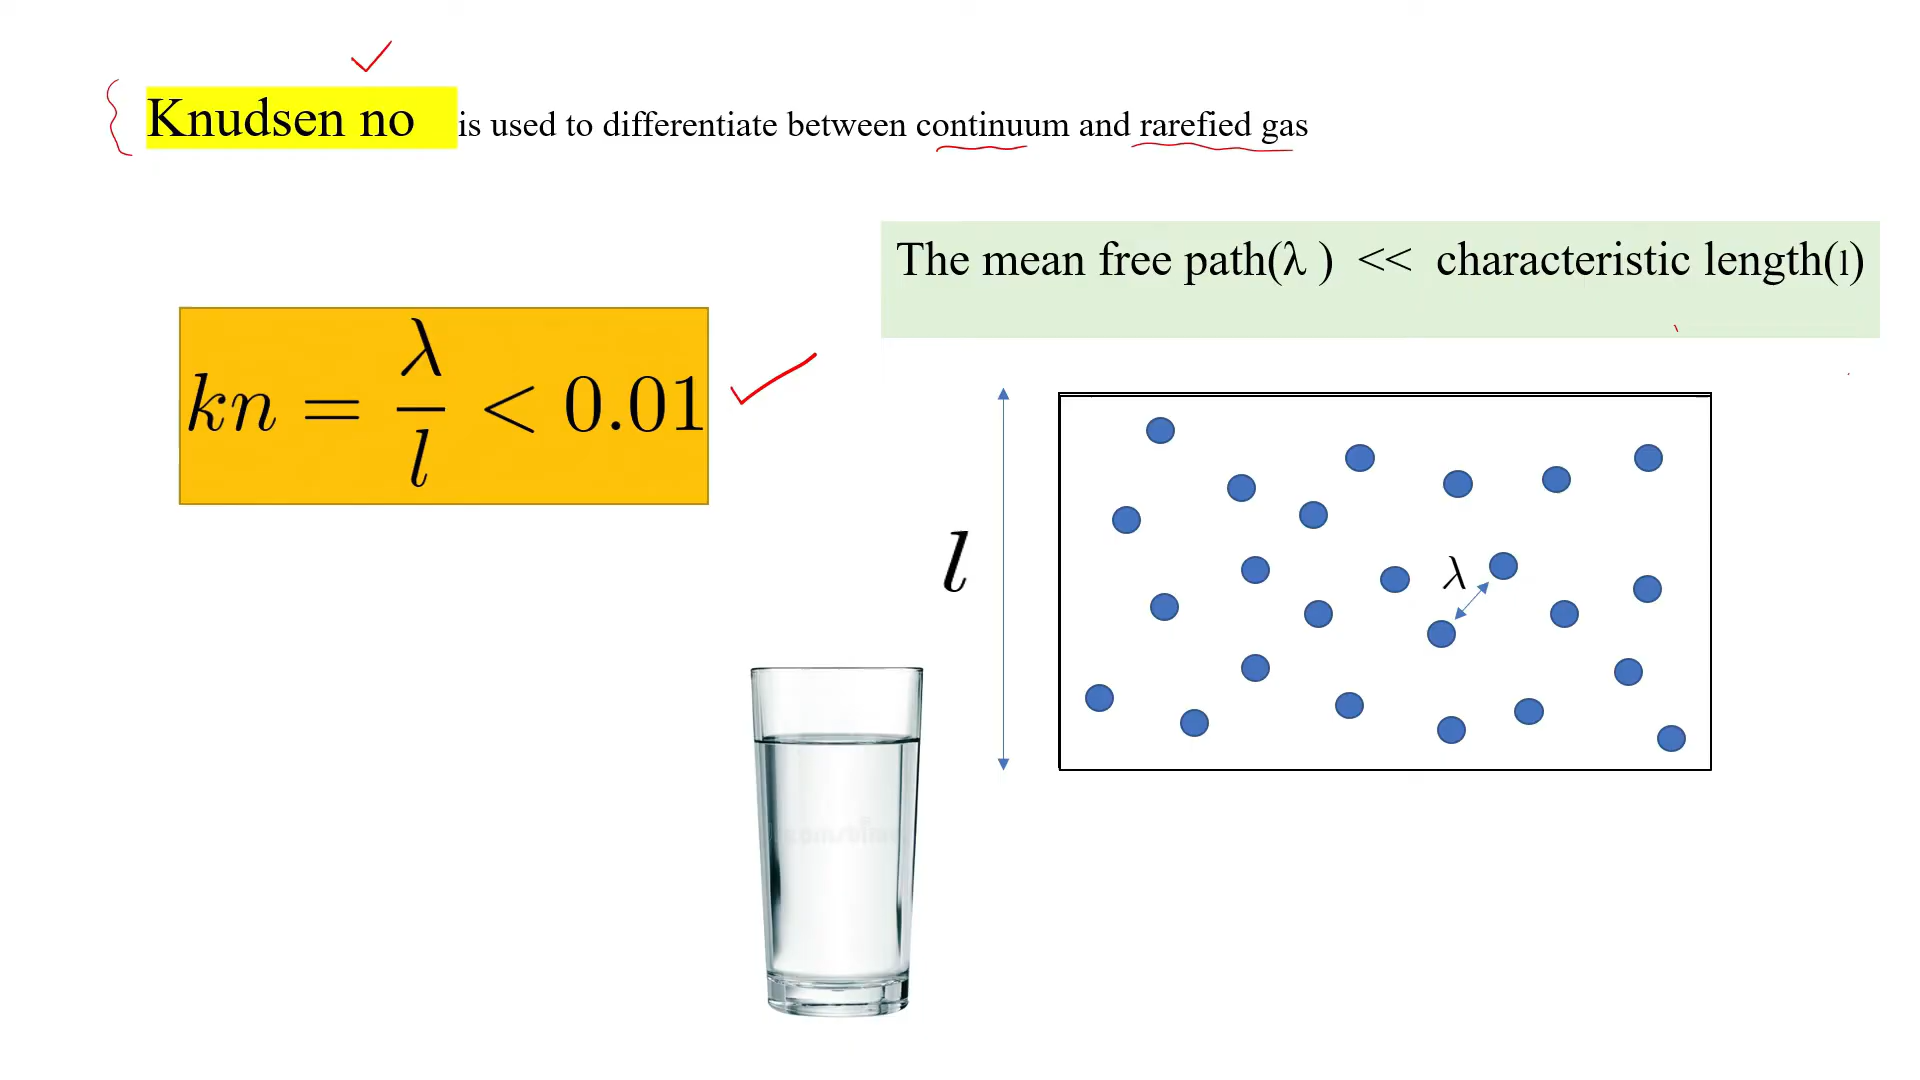 Knudsen no is used to differentiate between continuum and rarefied gas
The mean free path(λ ) << characteristic length(l)
kn = λ/l < 0.01
l
λ